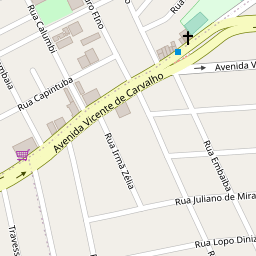 Rua Calumbi
Rua Capintuba
Avenida Vicente de Carvalho
Avenida V
Rua Irmã Zélia
Rua Embaíba
Rua Juliano de Mira
Rua Lopo Diniz
Travess